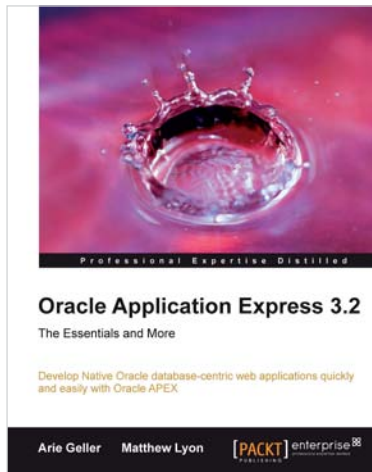 Professional Expertise Distilled
Oracle Application Express 3.2
The Essentials and More
Develop Native Oracle database-centric web applications quickly
and easily with Oracle APEX
Arie Geller Matthew Lyon
[PACKT] enterprise
PUBLISHING